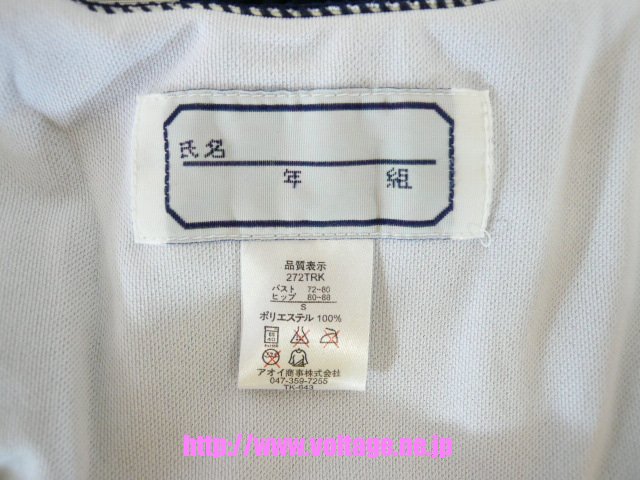 氏名
年 組
品質表示
272TRK
バスト 72~80
ヒップ 80~88
S
ポリエステル 100%
アオイ商事株式会社
047-359-7255
TK-643
http://www.voltage.ne.jp